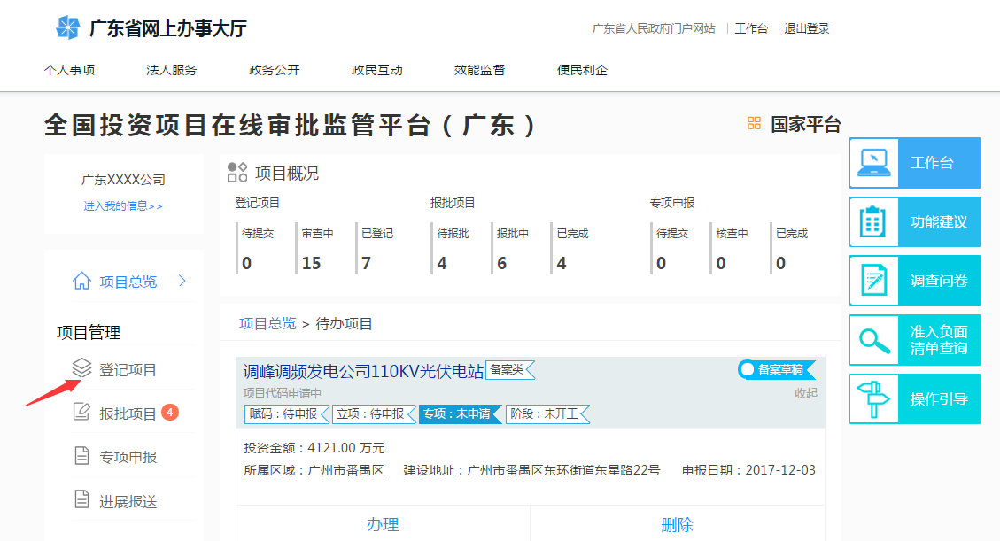 广东省网上办事大厅
广东省人民政府门户网站 | 工作台 退出登录
个人事项 法人服务 政务公开 政民互动 效能监督 便民利企
全国投资项目在线审批监管平台（广东）
国家平台
广东XXXX公司
进入我的信息>>
项目总览
项目管理
登记项目
报批项目 4
专项申报
进展报送
项目概况
登记项目 报批项目 专项申报
待提交 审查中 已登记 待报批 报批中 已完成 待提交 核查中 已完成
0 15 7 4 6 4 0 0 0
项目总览 > 待办项目
调峰调频发电公司110KV光伏电站 备案类 备案草稿
项目代码申请中 收起
赋码：待申报 立项：待申报 专项：未申请 阶段：未开工
投资金额：4121.00 万元
所属区域：广州市番禺区 建设地址：广州市番禺区东环街道东星路22号 申报日期：2017-12-03
办理 删除
工作台
功能建议
调查问卷
准入负面
清单查询
操作引导